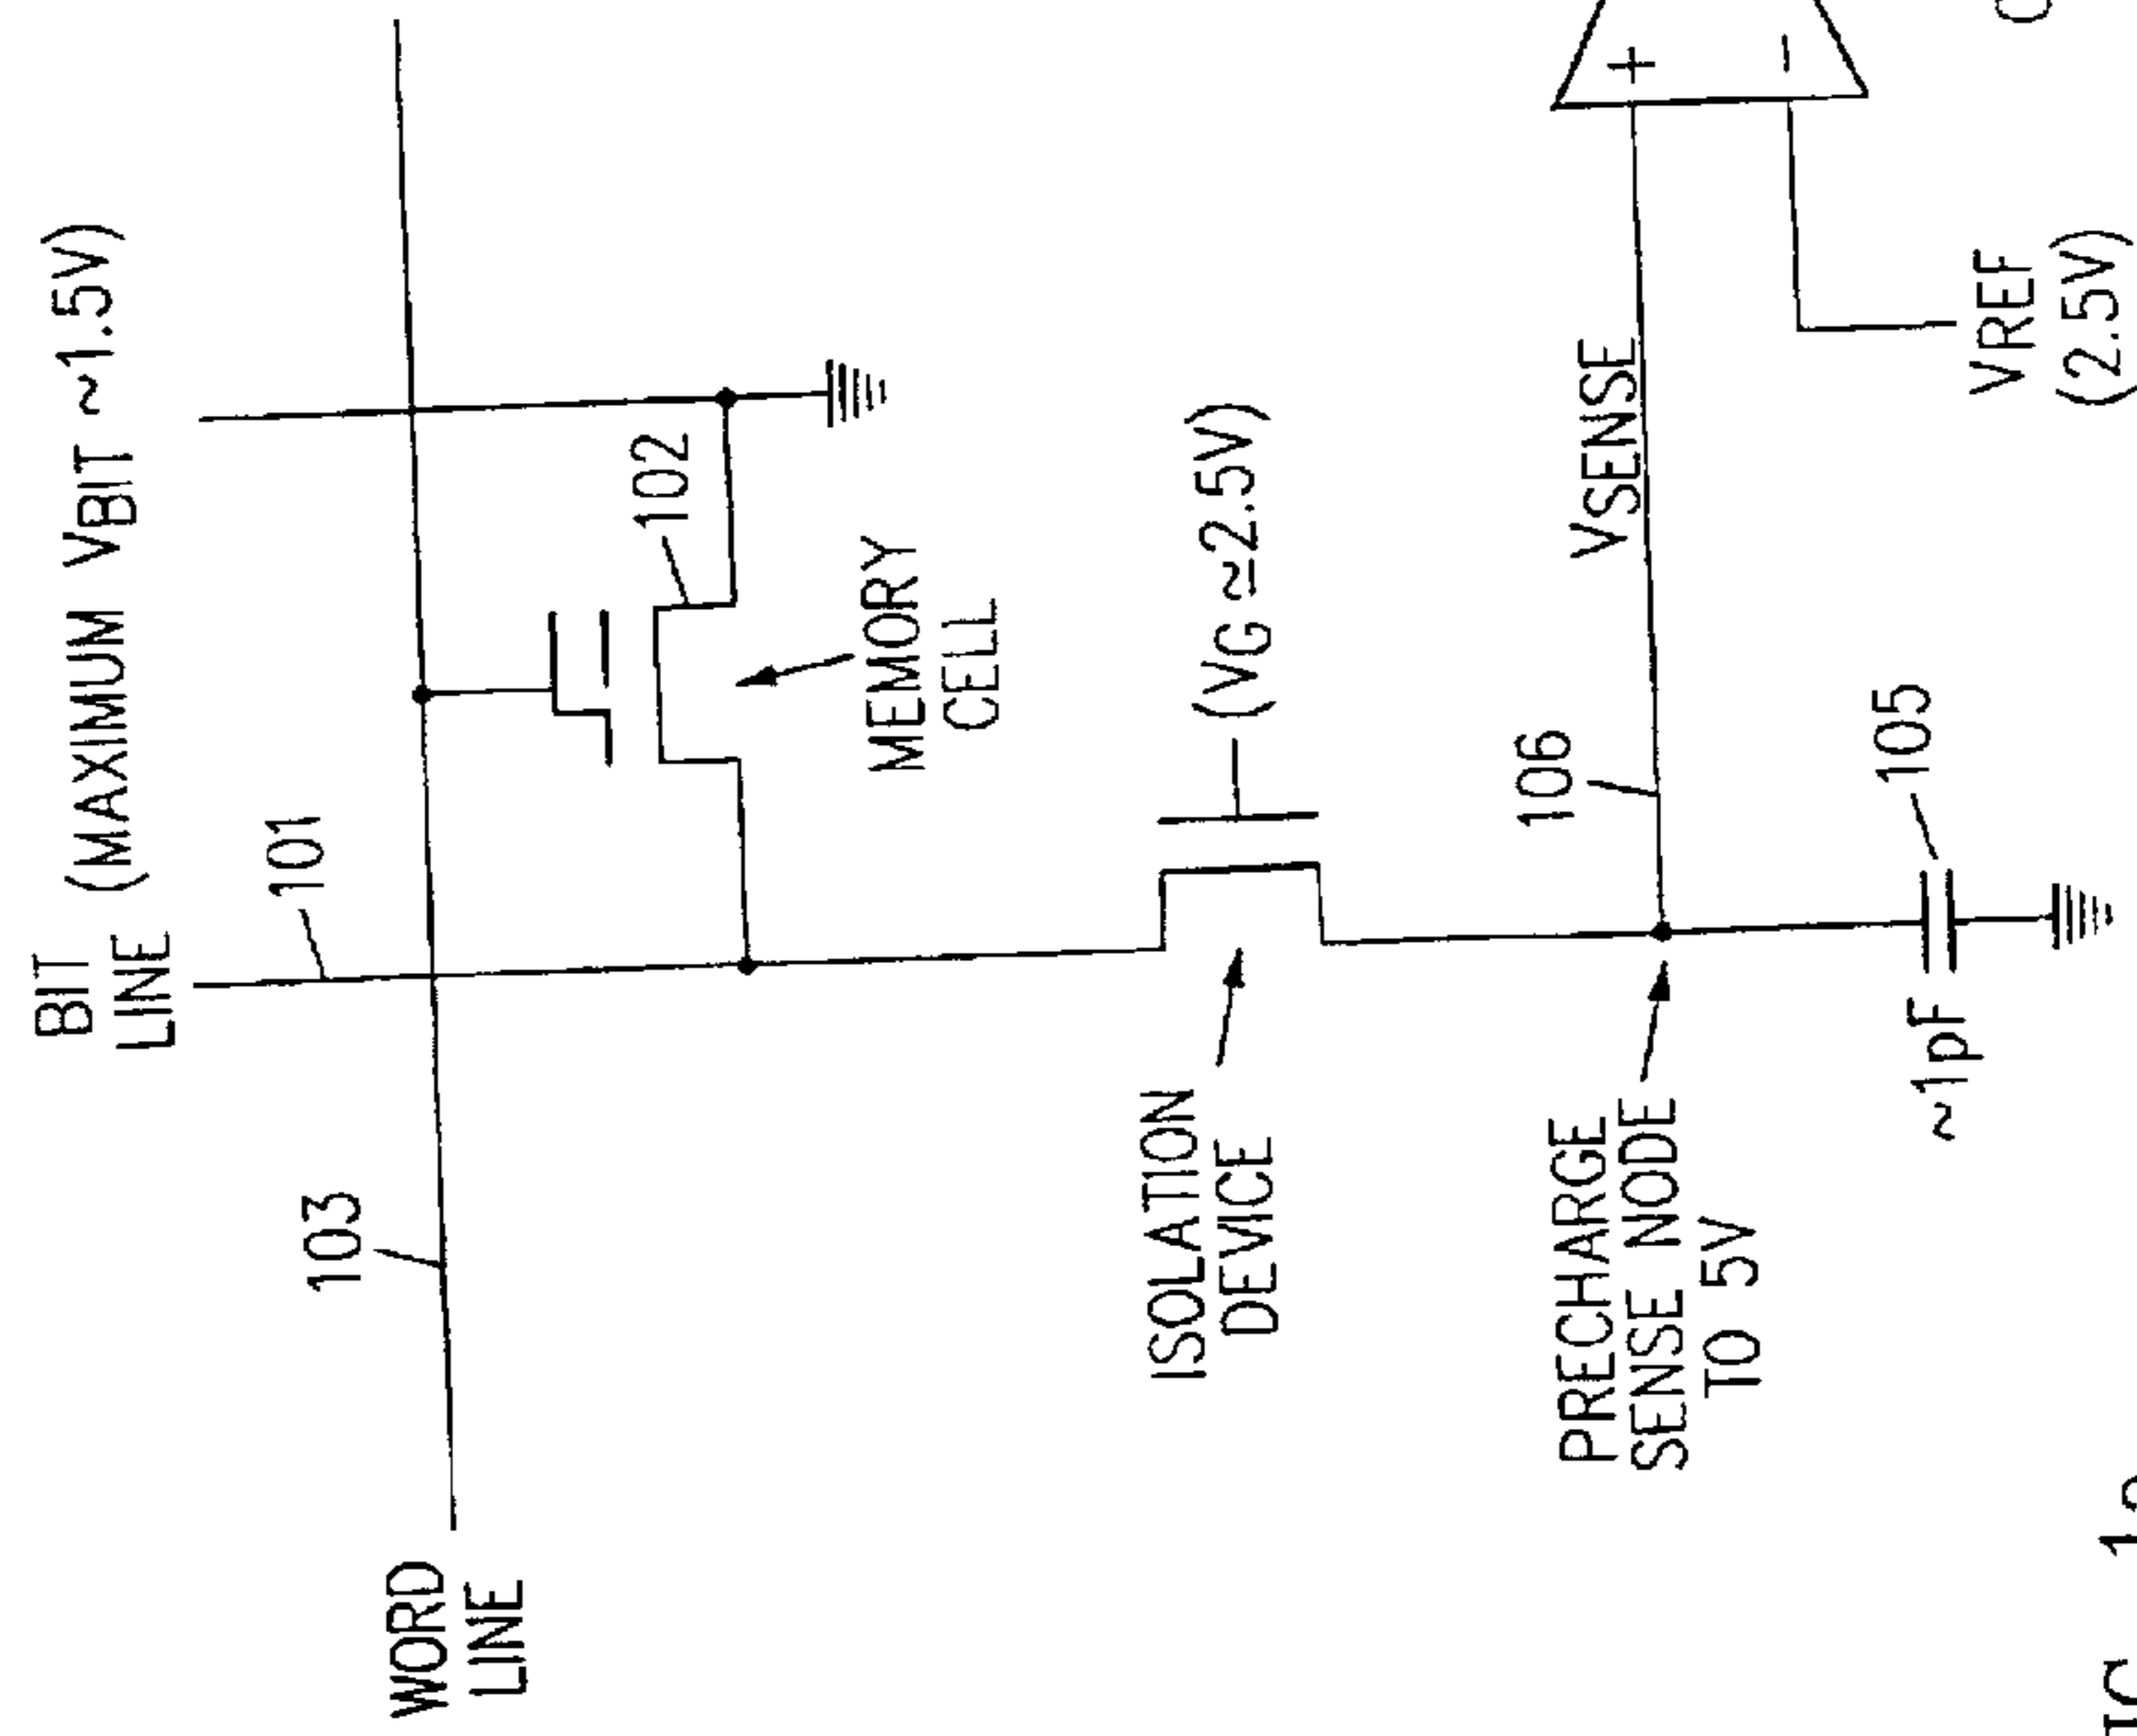 BIT
LINE
(MAXIMUM VBIT ~1.5V)
101
103
WORD
LINE
102
MEMORY
CELL
ISOLATION
DEVICE
(VG ≃2.5V)
106
VSENSE
+
−
PRECHARGE
SENSE NODE
TO 5V
105
~1pF
VREF
(2.5V)